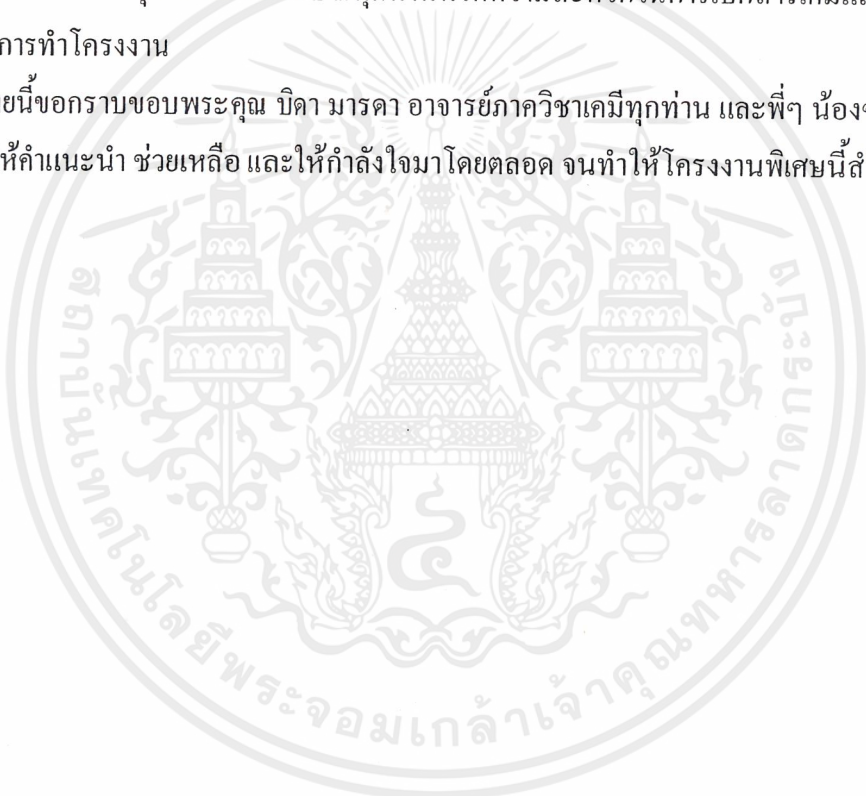 การทำโครงงาน
ยนี้ขอกราบขอบพระคุณ บิดา มารดา อาจารย์ภาควิชาเคมีทุกท่าน และพี่ๆ น้องๆ
ห้คำแนะนำ ช่วยเหลือ และให้กำลังใจมาโดยตลอด จนทำให้โครงงานพิเศษนี้สำ
สถาบันเทคโนโลยีพระจอมเกล้าเจ้าคุณทหารลาดกระบัง